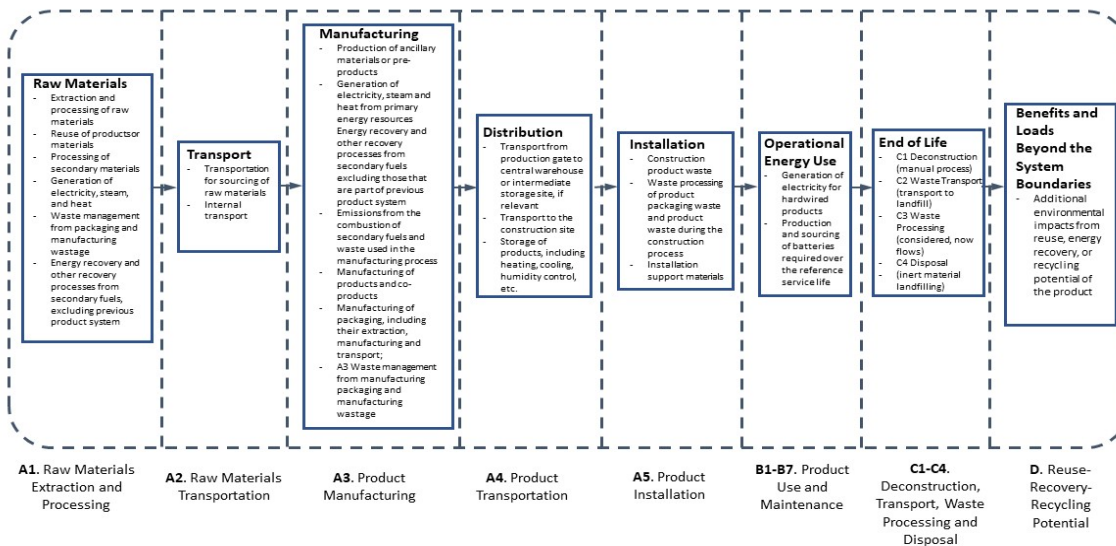 Raw Materials
- Extraction and
processing of raw
materials
- Reuse of productsor
materials
- Processing of
secondary materials
- Generation of
electricity, steam,
and heat
- Waste management
from packaging and
manufacturing
wastage
- Energy recovery and
other recovery
processes from
secondary fuels,
excluding previous
product system
Transport
- Transportation
for sourcing of
raw materials
- Internal
transport
Manufacturing
- Production of ancillary
materials or pre-
products
- Generation of
electricity, steam and
heat from primary
energy resources
Energy recovery and
other recovery
processes from
secondary fuels
excluding those that
are part of previous
product system
- Emissions from the
combustion of
secondary fuels and
waste used in the
manufacturing process
- Manufacturing of
products and co-
products
- Manufacturing of
packaging, including
their extraction,
manufacturing and
transport;
- A3 Waste management
from manufacturing
packaging and
manufacturing
wastage
Distribution
- Transport from
production gate to
central warehouse
or intermediate
storage site, if
relevant
- Transport to the
construction site
- Storage of
products, including
heating, cooling,
humidity control,
etc.
Installation
- Construction
product waste
- Waste processing
of product
packaging waste
and product
waste during the
construction
process
- Installation
support materials
Operational
Energy Use
- Generation of
electricity for
hardwired
products
- Production
and sourcing
of batteries
required over
the reference
service life
End of Life
- C1 Deconstruction
(manual process)
- C2 Waste Transport
(transport to
landfill)
- C3 Waste
Processing
(considered, now
flows)
- C4 Disposal
- (inert material
landfilling)
Benefits and
Loads
Beyond the
System
Boundaries
- Additional
environmental
impacts from
reuse, energy
recovery, or
recycling
potential of
the product
A1. Raw Materials
Extraction and
Processing
A2. Raw Materials
Transportation
A3. Product
Manufacturing
A4. Product
Transportation
A5. Product
Installation
B1-B7. Product
Use and
Maintenance
C1-C4.
Deconstruction,
Transport, Waste
Processing and
Disposal
D. Reuse-
Recovery-
Recycling
Potential